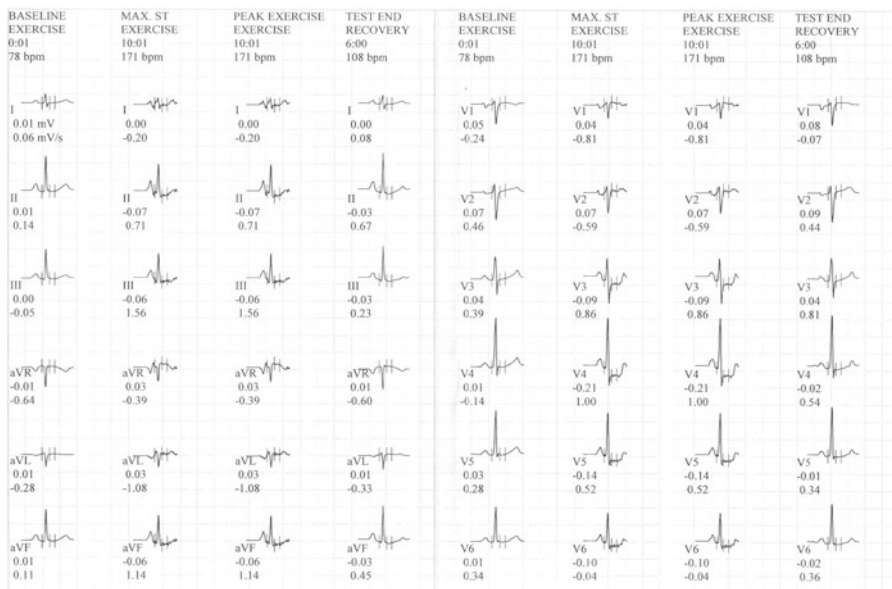 BASELINE
EXERCISE
0:01
78 bpm
MAX. ST
EXERCISE
10:01
171 bpm
PEAK EXERCISE
EXERCISE
10:01
171 bpm
TEST END
RECOVERY
6:00
108 bpm
I
0.01 mV
0.06 mV/s
I
0.00
-0.20
I
0.00
-0.20
I
0.00
0.08
II
0.01
0.14
II
-0.07
0.71
II
-0.07
0.71
II
-0.03
0.67
III
0.00
-0.05
III
-0.06
1.56
III
-0.06
1.56
III
-0.03
0.23
aVR
-0.01
-0.64
aVR
0.03
-0.39
aVR
0.03
-0.39
aVR
0.01
-0.60
aVL
0.01
-0.28
aVL
0.03
-1.08
aVL
0.03
-1.08
aVL
0.01
-0.33
aVF
0.01
0.11
aVF
-0.06
1.14
aVF
-0.06
1.14
aVF
-0.03
0.45
BASELINE
EXERCISE
0:01
78 bpm
MAX. ST
EXERCISE
10:01
171 bpm
PEAK EXERCISE
EXERCISE
10:01
171 bpm
TEST END
RECOVERY
6:00
108 bpm
V1
0.05
-0.24
V1
0.04
-0.81
V1
0.04
-0.81
V1
0.08
-0.07
V2
0.07
0.46
V2
0.07
-0.59
V2
0.07
-0.59
V2
0.09
0.44
V3
0.04
0.39
V3
-0.09
0.86
V3
-0.09
0.86
V3
0.04
0.81
V4
0.01
-0.14
V4
-0.21
1.00
V4
-0.21
1.00
V4
-0.02
0.54
V5
0.03
0.28
V5
-0.14
0.52
V5
-0.14
0.52
V5
-0.01
0.34
V6
0.01
0.34
V6
-0.10
-0.04
V6
-0.10
-0.04
V6
-0.02
0.36